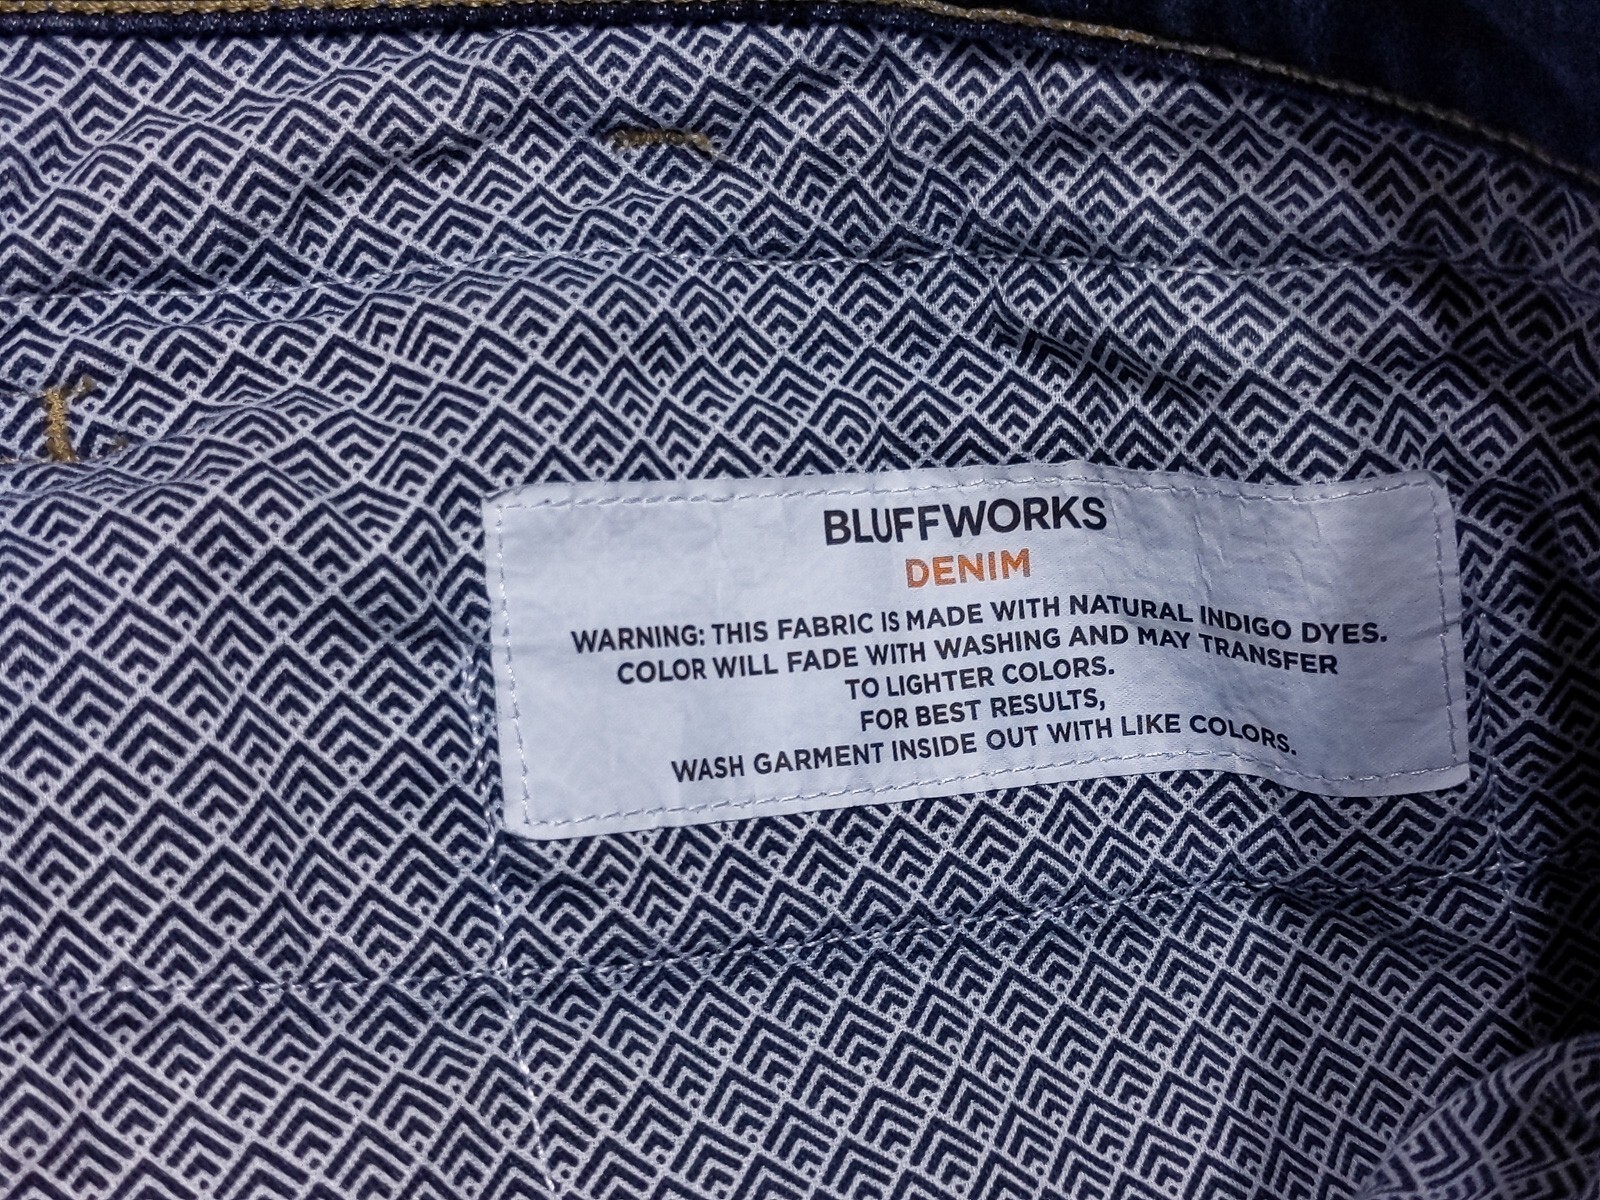 BLUFFWORKS
DENIM
WARNING: THIS FABRIC IS MADE WITH NATURAL INDIGO DYES.
COLOR WILL FADE WITH WASHING AND MAY TRANSFER
TO LIGHTER COLORS.
FOR BEST RESULTS,
WASH GARMENT INSIDE OUT WITH LIKE COLORS.